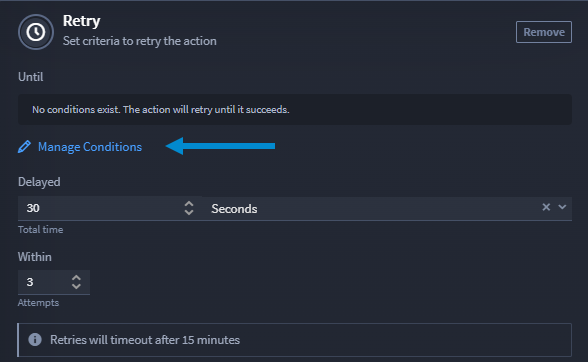 Retry
Set criteria to retry the action
Remove
Until
No conditions exist. The action will retry until it succeeds.
Manage Conditions
Delayed
30
Seconds
Total time
Within
3
Attempts
Retries will timeout after 15 minutes